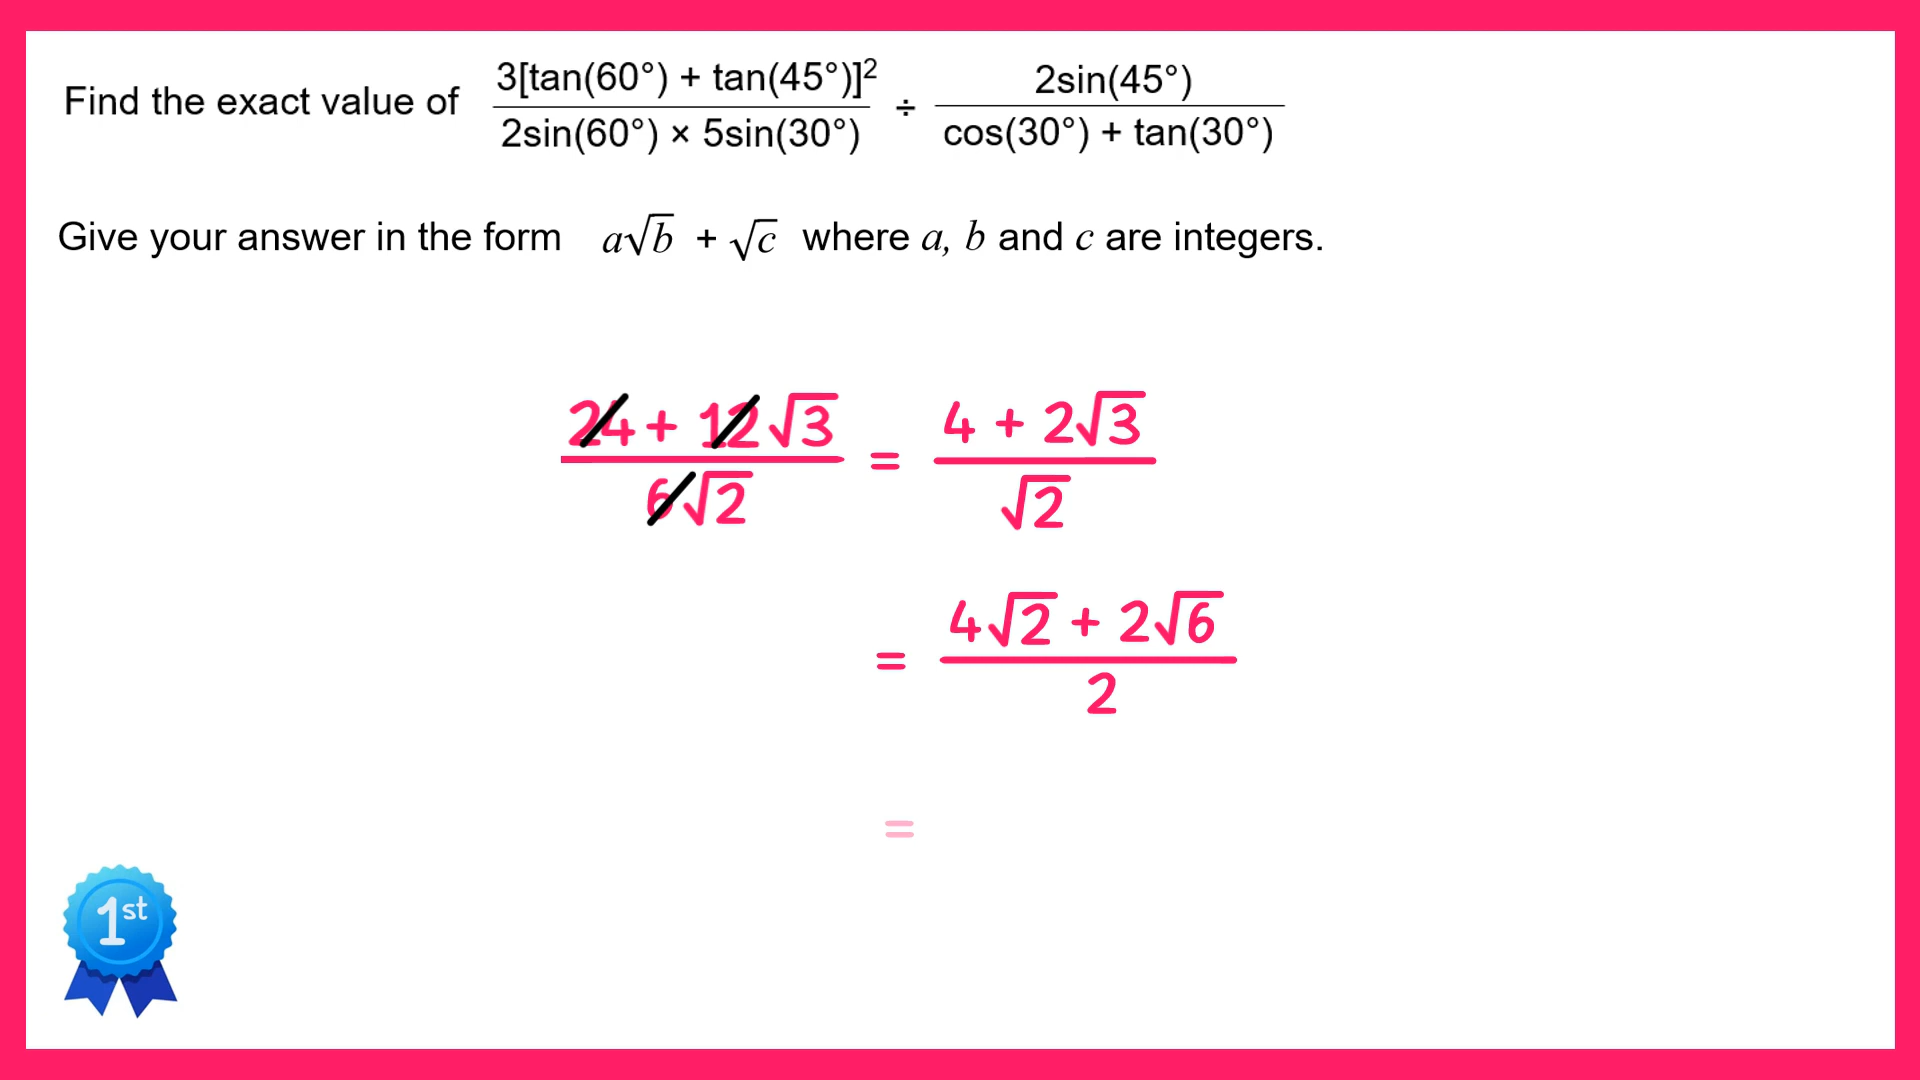 Find the exact value of 3[tan(60°) + tan(45°)]² / 2sin(60°) × 5sin(30°) ÷ 2sin(45°) / cos(30°) + tan(30°)
Give your answer in the form a√b + √c where a, b and c are integers.
24 + 12√3 / 6√2 = 4 + 2√3 / √2
= 4√2 + 2√6 / 2
=
1st